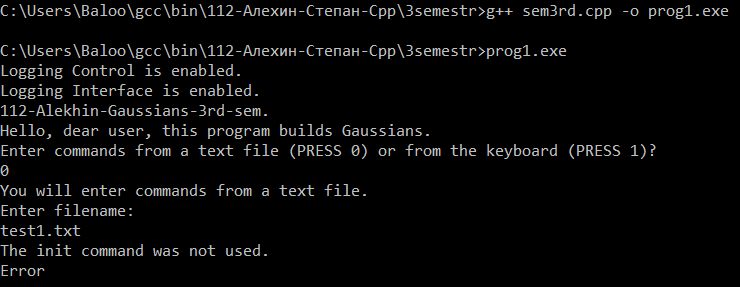 C:\Users\Baloo\gcc\bin\112-Алехин-Степан-Cpp\3semestr>g++ sem3rd.cpp -o prog1.exe
C:\Users\Baloo\gcc\bin\112-Алехин-Степан-Cpp\3semestr>prog1.exe
Logging Control is enabled.
Logging Interface is enabled.
112-Alekhin-Gaussians-3rd-sem.
Hello, dear user, this program builds Gaussians.
Enter commands from a text file (PRESS 0) or from the keyboard (PRESS 1)?
0
You will enter commands from a text file.
Enter filename:
test1.txt
The init command was not used.
Error